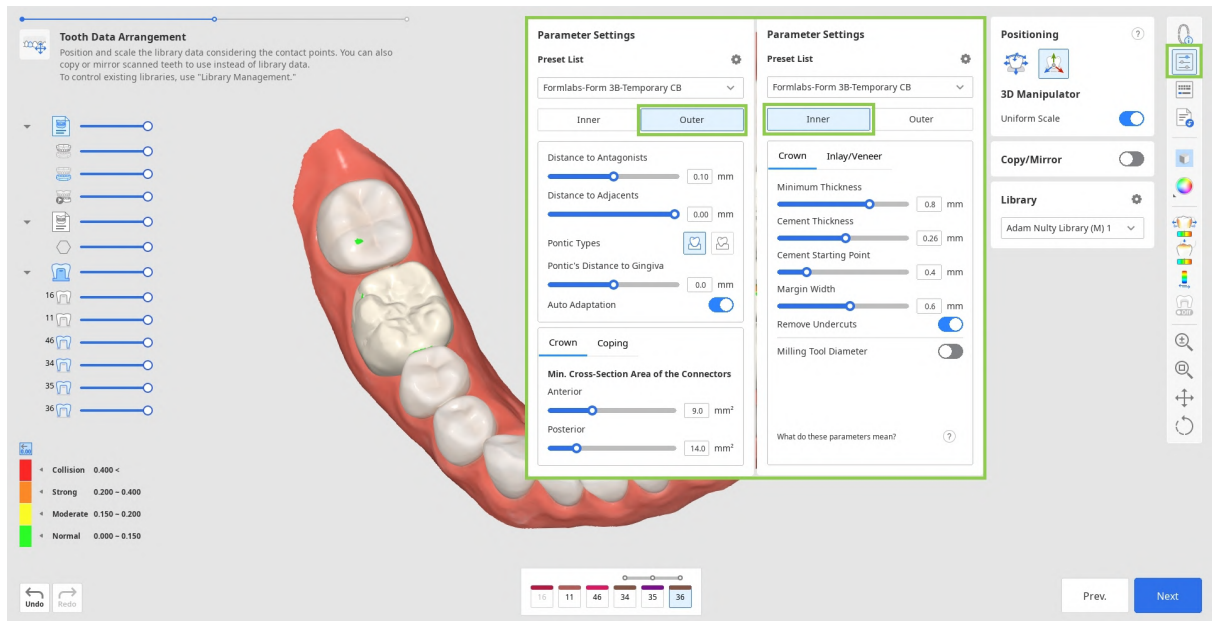 Tooth Data Arrangement
Position and scale the library data considering the contact points. You can also
copy or mirror scanned teeth to use instead of library data.
To control existing libraries, use "Library Management."
16
11
46
34
35
36
0.00
Collision 0.400 <
Strong 0.200 – 0.400
Moderate 0.150 – 0.200
Normal 0.000 – 0.150
Undo
Redo
Parameter Settings
Preset List
Formlabs-Form 3B-Temporary CB
Inner
Outer
Distance to Antagonists
0.10 mm
Distance to Adjacents
0.00 mm
Pontic Types
Pontic's Distance to Gingiva
0.0 mm
Auto Adaptation
Crown
Coping
Min. Cross-Section Area of the Connectors
Anterior
9.0 mm²
Posterior
14.0 mm²
Parameter Settings
Preset List
Formlabs-Form 3B-Temporary CB
Inner
Outer
Crown
Inlay/Veneer
Minimum Thickness
0.8 mm
Cement Thickness
0.26 mm
Cement Starting Point
0.4 mm
Margin Width
0.6 mm
Remove Undercuts
Milling Tool Diameter
What do these parameters mean?
?
Positioning
?
3D Manipulator
Uniform Scale
Copy/Mirror
Library
Adam Nulty Library (M) 1
16
11
46
34
35
36
Prev.
Next